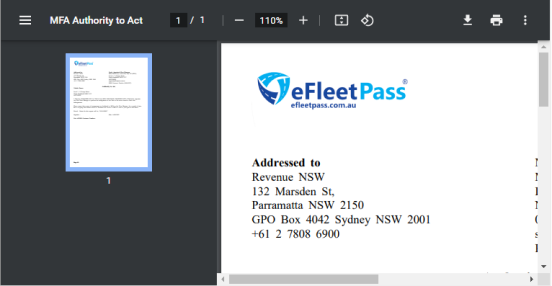 MFA Authority to Act
1 / 1
110%
eFleetPass®
efleetpass.com.au
Addressed to
Revenue NSW
132 Marsden St,
Parramatta NSW 2150
GPO Box 4042 Sydney NSW 2001
+61 2 7808 6900
1